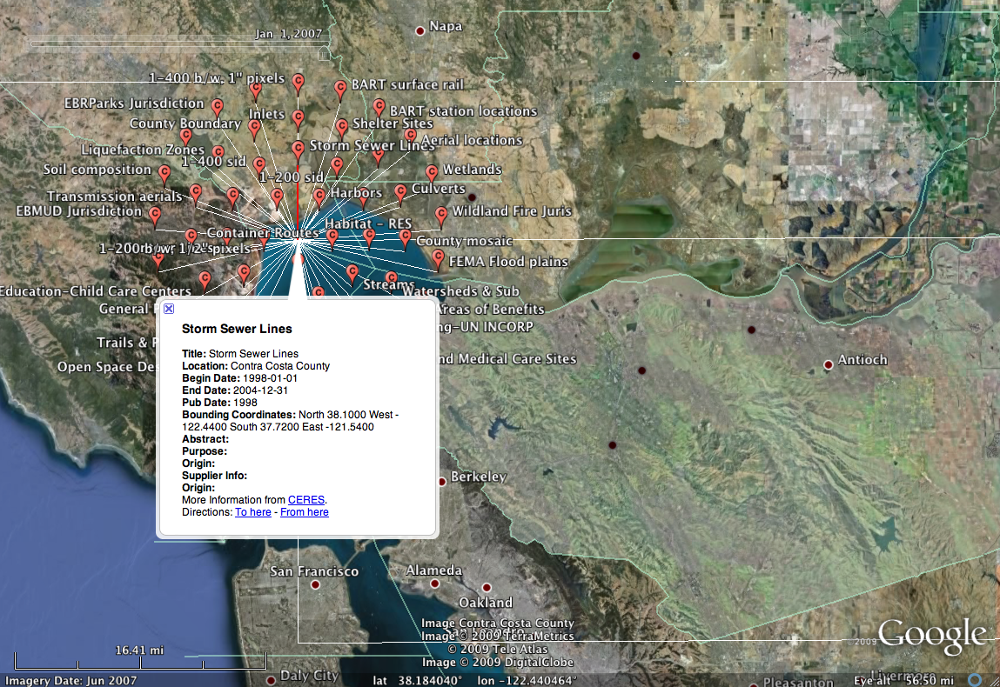 Napa
Jan 1, 2007
1-400 b/w, 1" pixels
BART surface rail
EBRParks Jurisdiction
Inlets
BART station locations
County Boundary
Shelter Sites
Aerial locations
Liquefaction Zones
Storm Sewer Lines
1-400 sid
Soil composition
1-200 sid
Wetlands
Transmission aerials
Harbors
Culverts
EBMUD Jurisdiction
Wildland Fire Juris
Habitat - RES
Container Routes
County mosaic
pixels
FEMA Flood plains
Education-Child Care Centers
Streams
Watersheds & Sub
General
Areas of Benefits
-UN INCORP
Trails &
Medical Care Sites
Open Space
Antioch
Storm Sewer Lines
Title: Storm Sewer Lines
Location: Contra Costa County
Begin Date: 1998-01-01
End Date: 2004-12-31
Pub Date: 1998
Bounding Coordinates: North 38.1000 West -
122.4400 South 37.7200 East -121.5400
Abstract:
Purpose:
Origin:
Supplier Info:
Origin:
More Information from CERES.
Directions: To here - From here
Berkeley
San Francisco
Alameda
Oakland
Image Contra Costa County
Image © 2009 TerraMetrics
© 2009 Tele Atlas
Image © 2009 DigitalGlobe
2009 Google
16.41 mi
Daly City
Pleasanton
Livermore
Imagery Date: Jun 2007
lat 38.184040° lon -122.440464°
Eye alt 56.50 mi